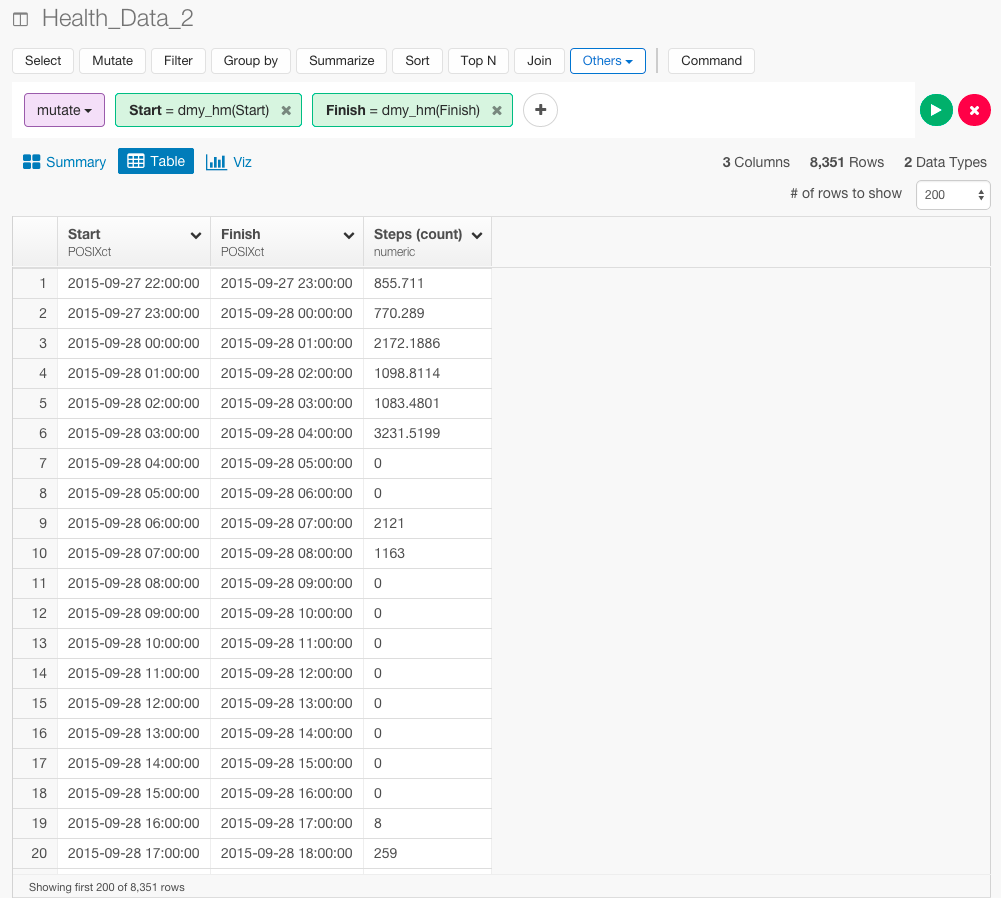 Health_Data_2
Select Mutate Filter Group by Summarize Sort Top N Join Others Command
mutate Start = dmy_hm(Start) Finish = dmy_hm(Finish)
Summary Table Viz 3 Columns 8,351 Rows 2 Data Types
# of rows to show 200
Start Finish Steps (count)
POSIXct POSIXct numeric
1 2015-09-27 22:00:00 2015-09-27 23:00:00 855.711
2 2015-09-27 23:00:00 2015-09-28 00:00:00 770.289
3 2015-09-28 00:00:00 2015-09-28 01:00:00 2172.1886
4 2015-09-28 01:00:00 2015-09-28 02:00:00 1098.8114
5 2015-09-28 02:00:00 2015-09-28 03:00:00 1083.4801
6 2015-09-28 03:00:00 2015-09-28 04:00:00 3231.5199
7 2015-09-28 04:00:00 2015-09-28 05:00:00 0
8 2015-09-28 05:00:00 2015-09-28 06:00:00 0
9 2015-09-28 06:00:00 2015-09-28 07:00:00 2121
10 2015-09-28 07:00:00 2015-09-28 08:00:00 1163
11 2015-09-28 08:00:00 2015-09-28 09:00:00 0
12 2015-09-28 09:00:00 2015-09-28 10:00:00 0
13 2015-09-28 10:00:00 2015-09-28 11:00:00 0
14 2015-09-28 11:00:00 2015-09-28 12:00:00 0
15 2015-09-28 12:00:00 2015-09-28 13:00:00 0
16 2015-09-28 13:00:00 2015-09-28 14:00:00 0
17 2015-09-28 14:00:00 2015-09-28 15:00:00 0
18 2015-09-28 15:00:00 2015-09-28 16:00:00 0
19 2015-09-28 16:00:00 2015-09-28 17:00:00 8
20 2015-09-28 17:00:00 2015-09-28 18:00:00 259
Showing first 200 of 8,351 rows